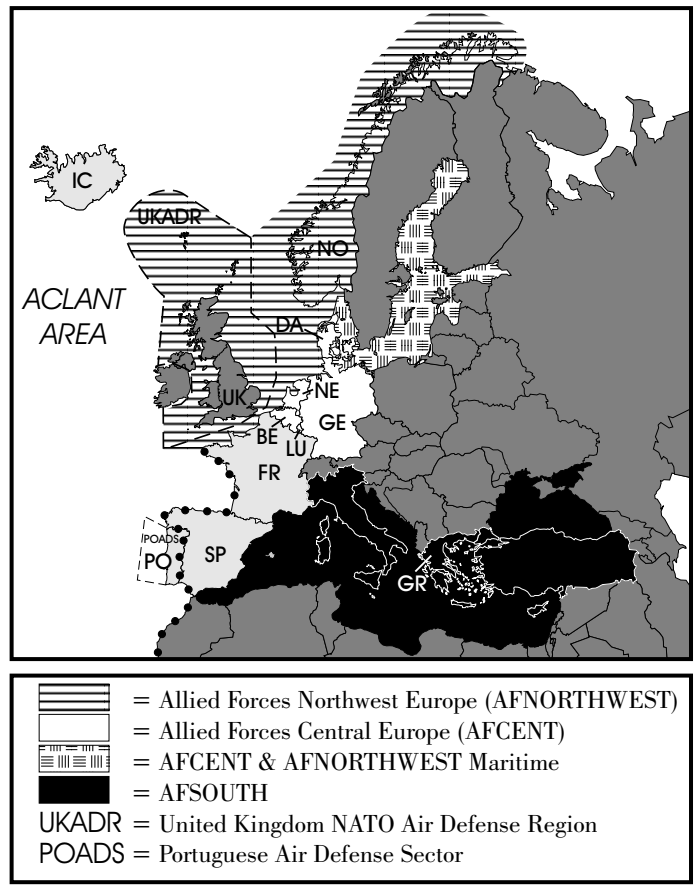 IC
UKADR
NO
ACLANT
AREA
DA
NE
UK
GE
BE
LU
FR
POADS
PO
SP
GR
= Allied Forces Northwest Europe (AFNORTHWEST)
= Allied Forces Central Europe (AFCENT)
= AFCENT & AFNORTHWEST Maritime
= AFSOUTH
UKADR = United Kingdom NATO Air Defense Region
POADS = Portuguese Air Defense Sector